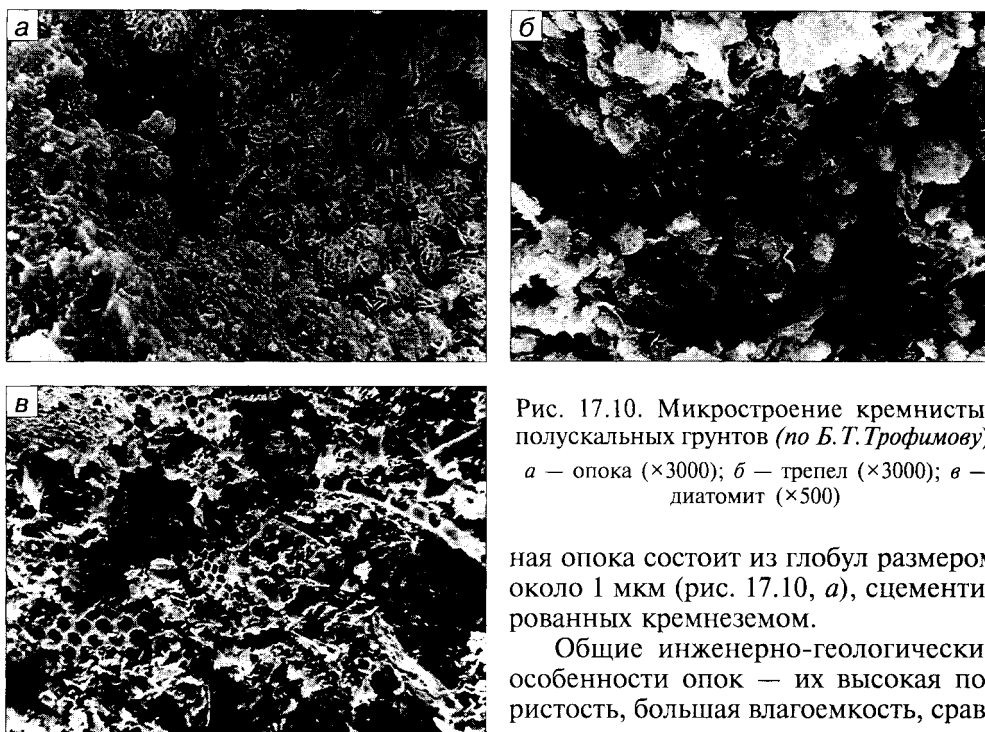 а
б
в
Рис. 17.10. Микростроение кремнисты
полускальных грунтов (по Б. Т. Трофимову)
а — опока (×3000); б — трепел (×3000); в —
диатомит (×500)
ная опока состоит из глобул размером
около 1 мкм (рис. 17.10, а), сцементи-
рованных кремнеземом.
Общие инженерно-геологически
особенности опок — их высокая по-
ристость, большая влагоемкость, срав-